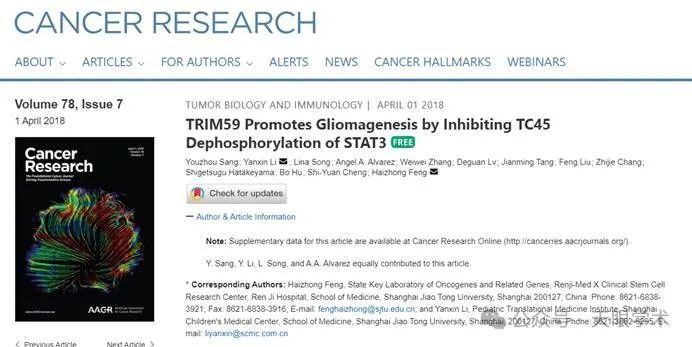 CANCER RESEARCH
ABOUT ARTICLES FOR AUTHORS ALERTS NEWS CANCER HALLMARKS WEBINARS
Volume 78, Issue 7
1 April 2018
Cancer
Research
AACR
Previous Article Next Article
TUMOR BIOLOGY AND IMMUNOLOGY | APRIL 01 2018
TRIM59 Promotes Gliomagenesis by Inhibiting TC45
Dephosphorylation of STAT3 FREE
Youzhou Sang; Yanxin Li; Lina Song; Angel A. Alvarez; Weiwei Zhang; Deguan Lv; Jianming Tang; Feng Liu; Zhijie Chang;
Shigetsugu Hatakeyama; Bo Hu; Shi-Yuan Cheng; Haizhong Feng
Check for updates
Author & Article Information
Note: Supplementary data for this article are available at Cancer Research Online (http://cancerres.aacrjournals.org/).
Y. Sang, Y. Li, L. Song, and A.A. Alvarez equally contributed to this article.
* Corresponding Authors: Haizhong Feng, State Key Laboratory of Oncogenes and Related Genes, Renji-Med X Clinical Stem Cell
Research Center, Ren Ji Hospital, School of Medicine, Shanghai Jiao Tong University, Shanghai 200127, China. Phone: 8621-6838-
3921; Fax: 8621-6838-3916; E-mail: fenghaizhong@sjtu.edu.cn; and Yanxin Li, Pediatric Translational Medicine Institute, Shanghai
Children's Medical Center, School of Medicine, Shanghai Jiao Tong University, Shanghai 200127, China. Phone: 8621-3862-6295; E-
mail: liyanxin@scmc.com.cn
公众号 天眼学术